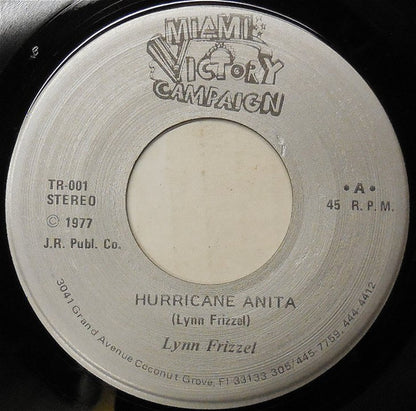 MIAMI
VICTORY
CAMPAIGN
TR-001
STEREO
© 1977
J.R. Publ. Co.
• A •
45 R. P. M.
HURRICANE ANITA
(Lynn Frizzel)
Lynn Frizzel
3041 Grand Avenue Coconut Grove, Fl 33133 305/445-7759. 444-4412